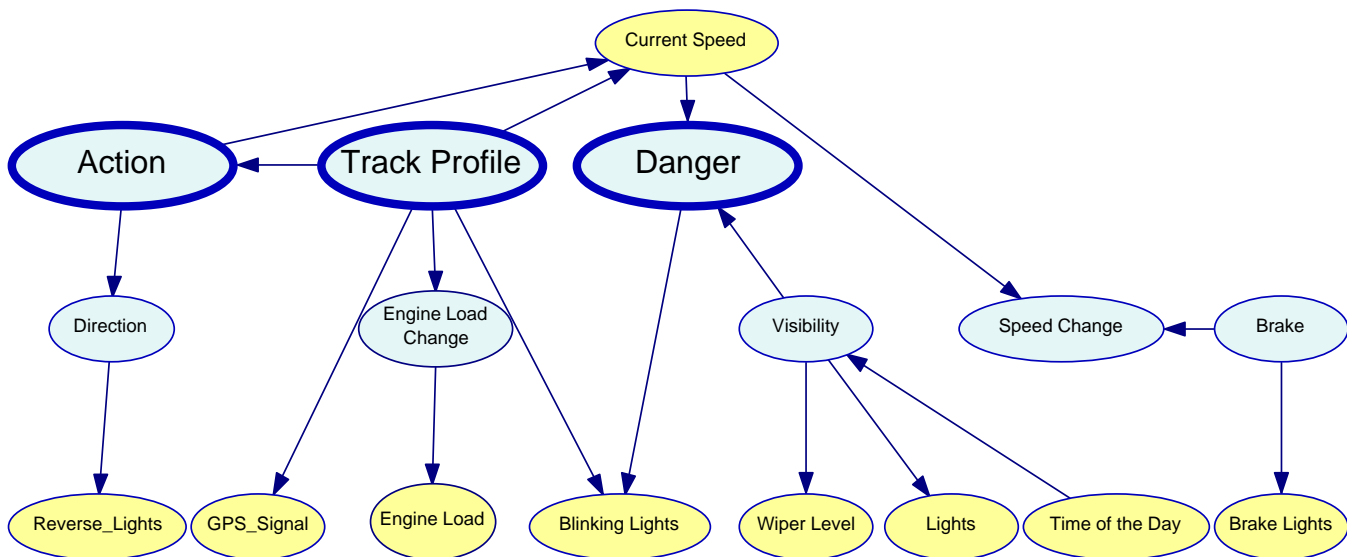 Current Speed
Action
Track Profile
Danger
Direction
Engine Load
Change
Visibility
Speed Change
Brake
Reverse_Lights
GPS_Signal
Engine Load
Blinking Lights
Wiper Level
Lights
Time of the Day
Brake Lights